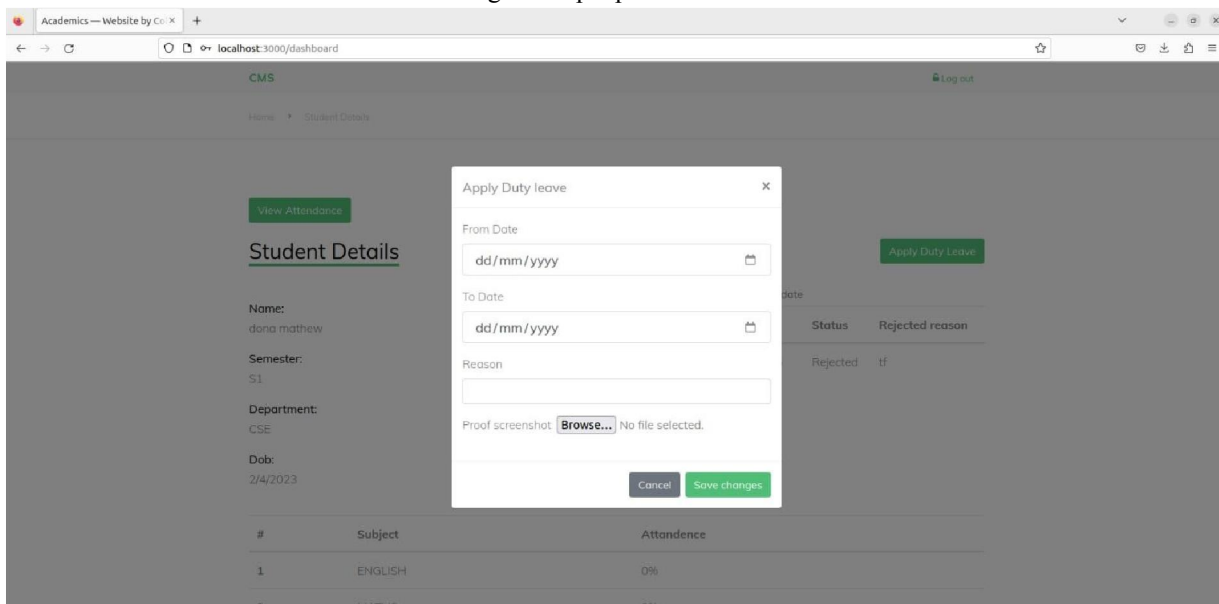 Academics — Website by Col
localhost:3000/dashboard
CMS
Log out
Home Student Details
View Attendance
Student Details
Apply Duty Leave
Name:
dona mathew
Semester:
S1
Department:
CSE
Dob:
2/4/2023
Apply Duty leave
From Date
dd/mm/yyyy
To Date
dd/mm/yyyy
Reason
Proof screenshot Browse... No file selected.
Cancel Save changes
date
Status Rejected reason
Rejected tf
# Subject Attandence
1 ENGLISH 0%